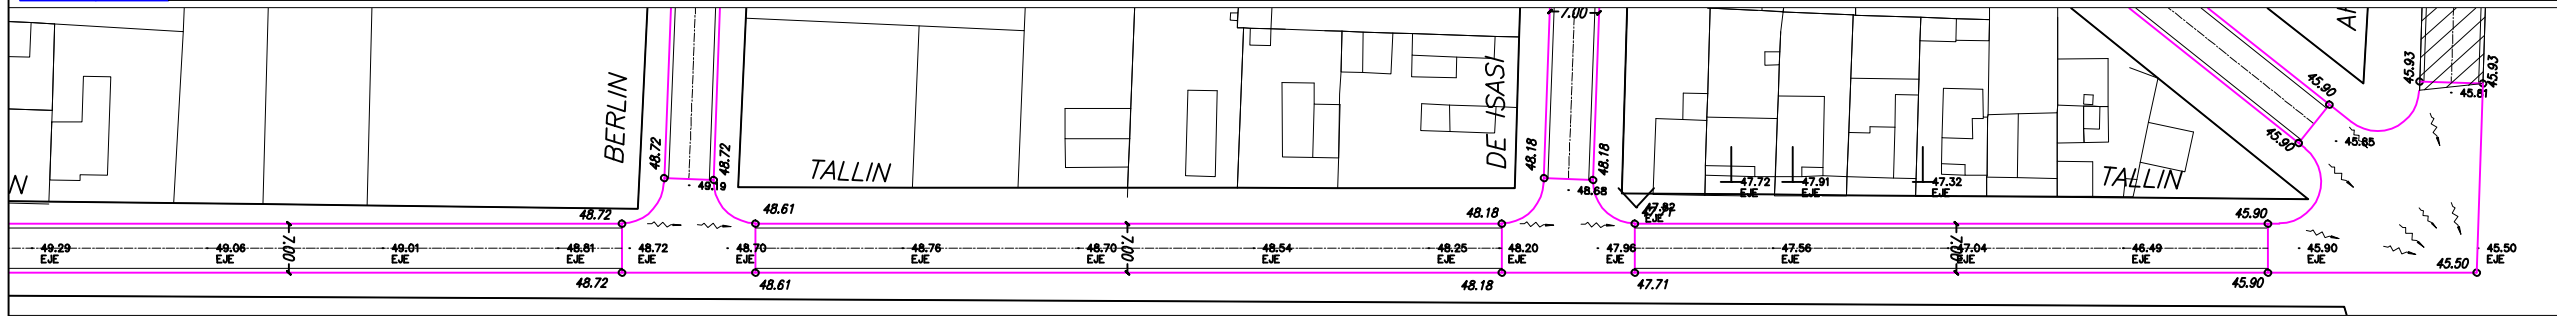 7.00
BERLIN
DE ISASI
45.93
45.93
45.81
45.90
45.90
45.85
48.72
48.72
49.19
TALLIN
48.18
48.18
48.68
47.72
EJE
47.91
EJE
47.32
EJE
TALLIN
N
48.72
48.61
48.18
EJE
45.90
7.00
7.00
7.00
49.29
EJE
49.06
EJE
49.01
EJE
48.81
EJE
48.72
EJE
48.70
EJE
48.76
EJE
48.70
EJE
48.54
EJE
48.25
EJE
48.20
EJE
47.96
EJE
47.56
EJE
47.04
EJE
46.49
EJE
45.90
EJE
45.50
EJE
45.50
48.72
48.61
48.18
47.71
45.90